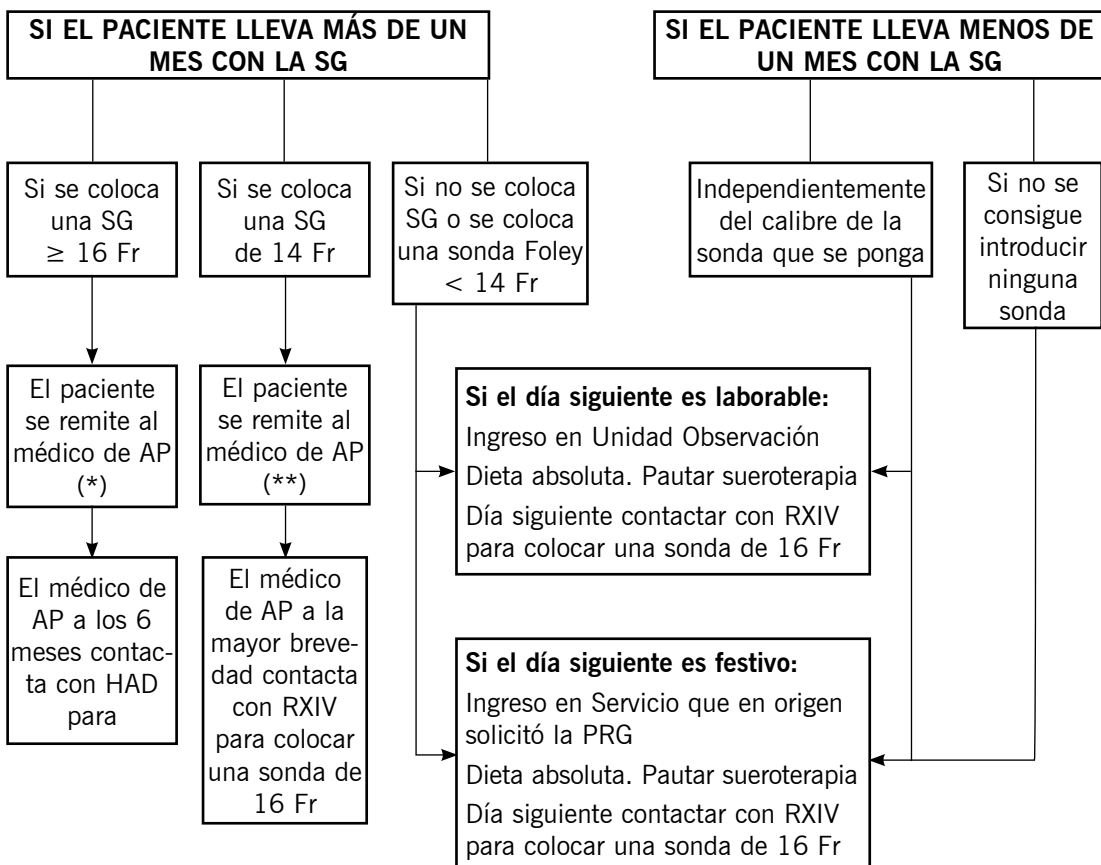 SI EL PACIENTE LLEVA MÁS DE UN
MES CON LA SG
Si se coloca
una SG
≥ 16 Fr
El paciente
se remite al
médico de AP
(*)
El médico de
AP a los 6
meses contac-
ta con HAD
para
Si se coloca
una SG
de 14 Fr
El paciente
se remite al
médico de AP
(**)
El médico
de AP a la
mayor breve-
dad contacta
con RXIV
para colocar
una sonda de
16 Fr
Si no se coloca
SG o se coloca
una sonda Foley
< 14 Fr
SI EL PACIENTE LLEVA MENOS DE
UN MES CON LA SG
Independientemente
del calibre de la
sonda que se ponga
Si no se
consigue
introducir
ninguna
sonda
Si el día siguiente es laborable:
Ingreso en Unidad Observación
Dieta absoluta. Pautar sueroterapia
Día siguiente contactar con RXIV
para colocar una sonda de 16 Fr
Si el día siguiente es festivo:
Ingreso en Servicio que en origen
solicitó la PRG
Dieta absoluta. Pautar sueroterapia
Día siguiente contactar con RXIV
para colocar una sonda de 16 Fr